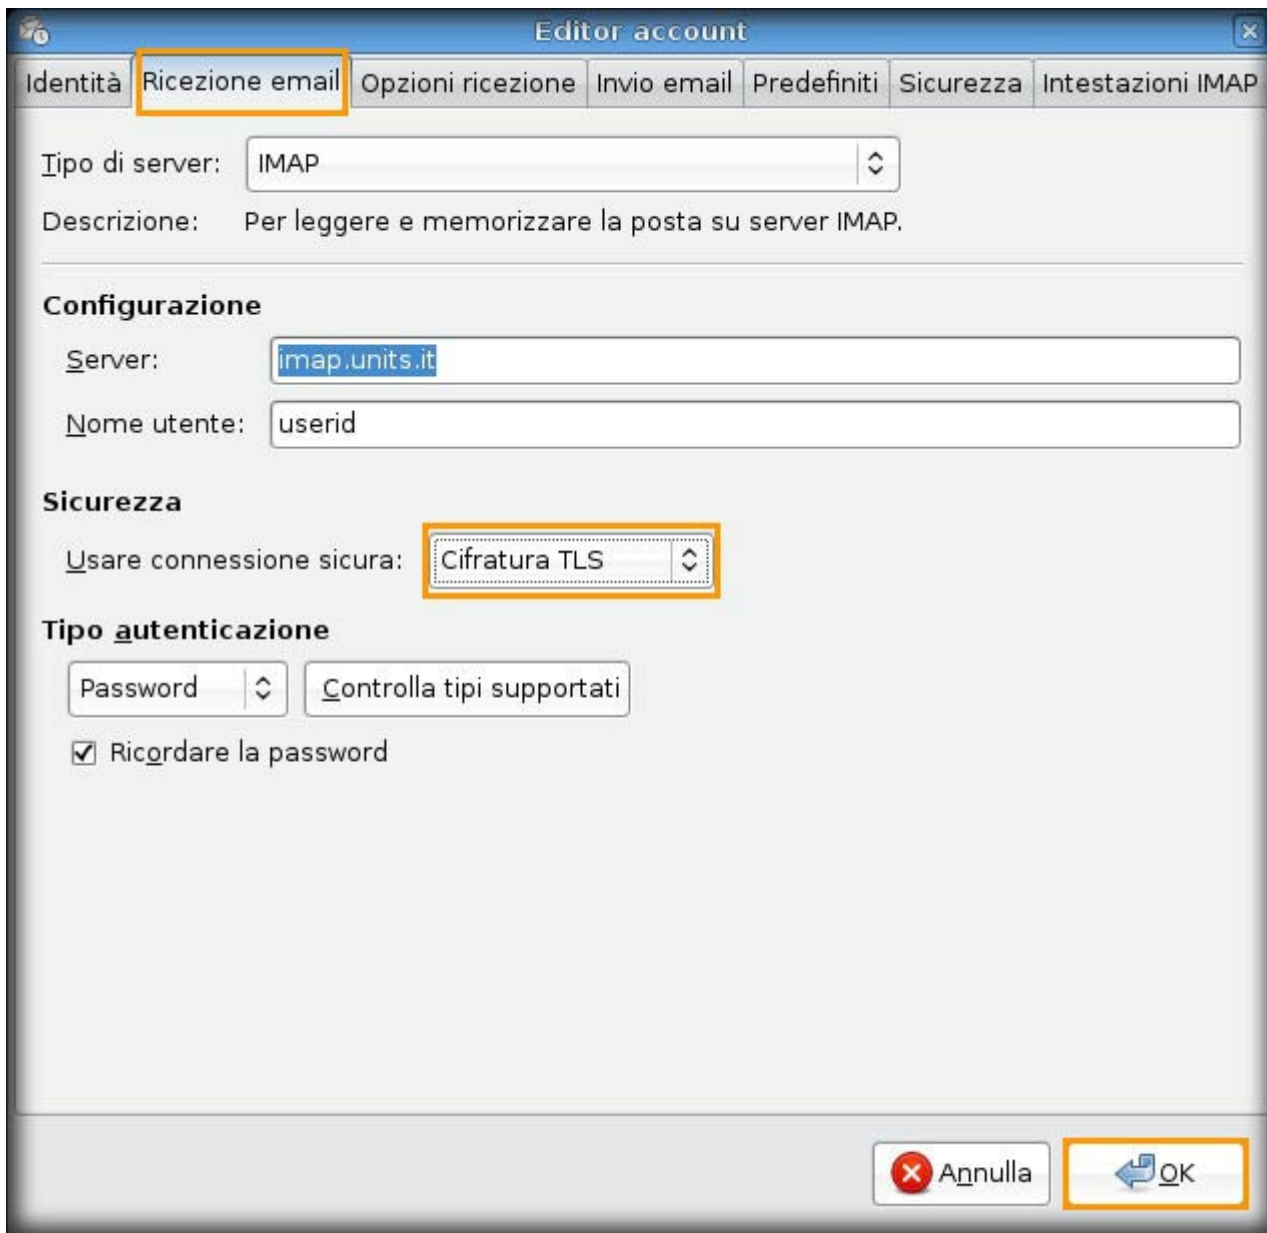 Editor account
Identità Ricezione email Opzioni ricezione Invio email Predefiniti Sicurezza Intestazioni IMAP
Tipo di server: IMAP
Descrizione: Per leggere e memorizzare la posta su server IMAP.
Configurazione
Server: imap.units.it
Nome utente: userid
Sicurezza
Usare connessione sicura: Cifratura TLS
Tipo autenticazione
Password Controlla tipi supportati
Ricordare la password
Annulla OK